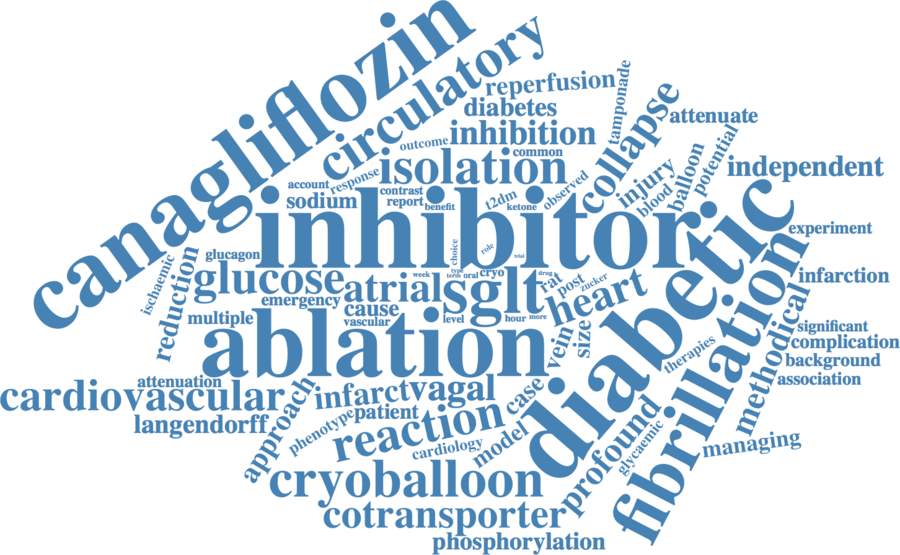 canagliflozin
circulatory
reperfusion
tamponade
diabetes
collapse
attenuate
outcome
inhibition
common
isolation
response
account
contrast
sodium
report
benefit
t2dm
ketone
observed
injury
blood
balloon
potential
independent
inhibitor
diabetic
experiment
ischaemic
reduction
glucagon
glucose
emergency
multiple
atrial
cause
vascular
week
choice
type
term
oral
cryo
role
trial
sglt
level
hour
more
drug
rat
post
zucker
heart
vein
size
infarction
fibrillation
methodical
significant
complication
background
association
therapies
ablation
attenuation
cardiovascular
langendorff
approach
infarct
vagal
phenotype
patient
case
reaction
cardiology
model
profound
glycaemic
managing
cryoballoon
cotransporter
phosphorylation